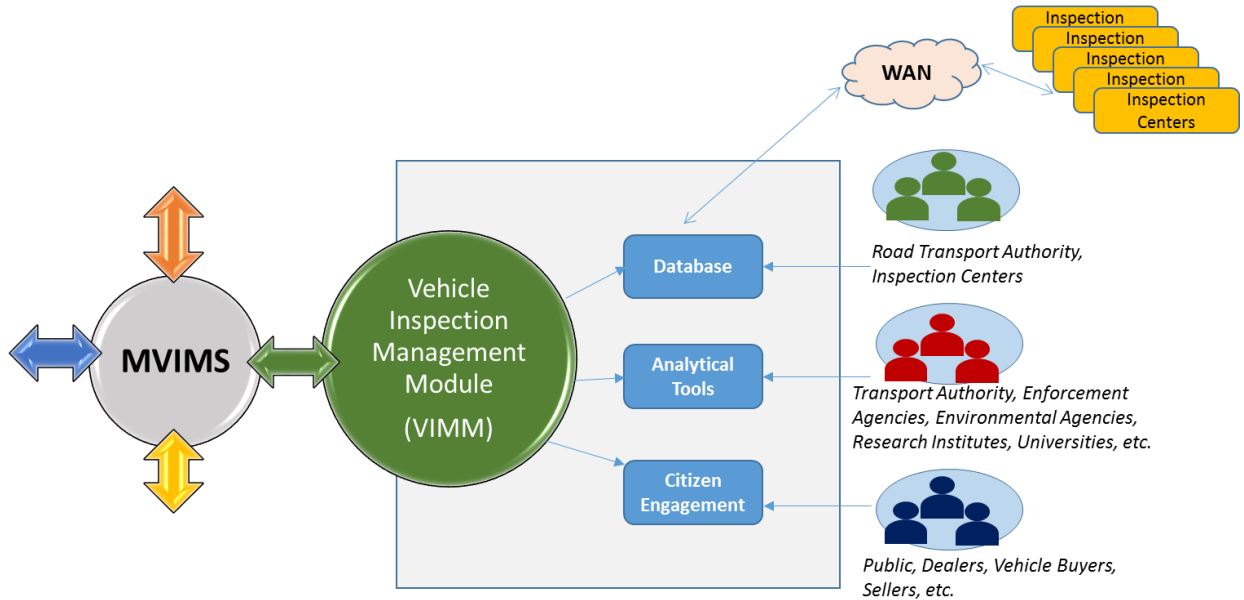 Inspection
Inspection
Inspection
Inspection
Inspection
Centers
WAN
Road Transport Authority,
Inspection Centers
Database
Vehicle
Inspection
Management
Module
(VIMM)
MVIMS
Analytical
Tools
Transport Authority, Enforcement
Agencies, Environmental Agencies,
Research Institutes, Universities, etc.
Citizen
Engagement
Public, Dealers, Vehicle Buyers,
Sellers, etc.